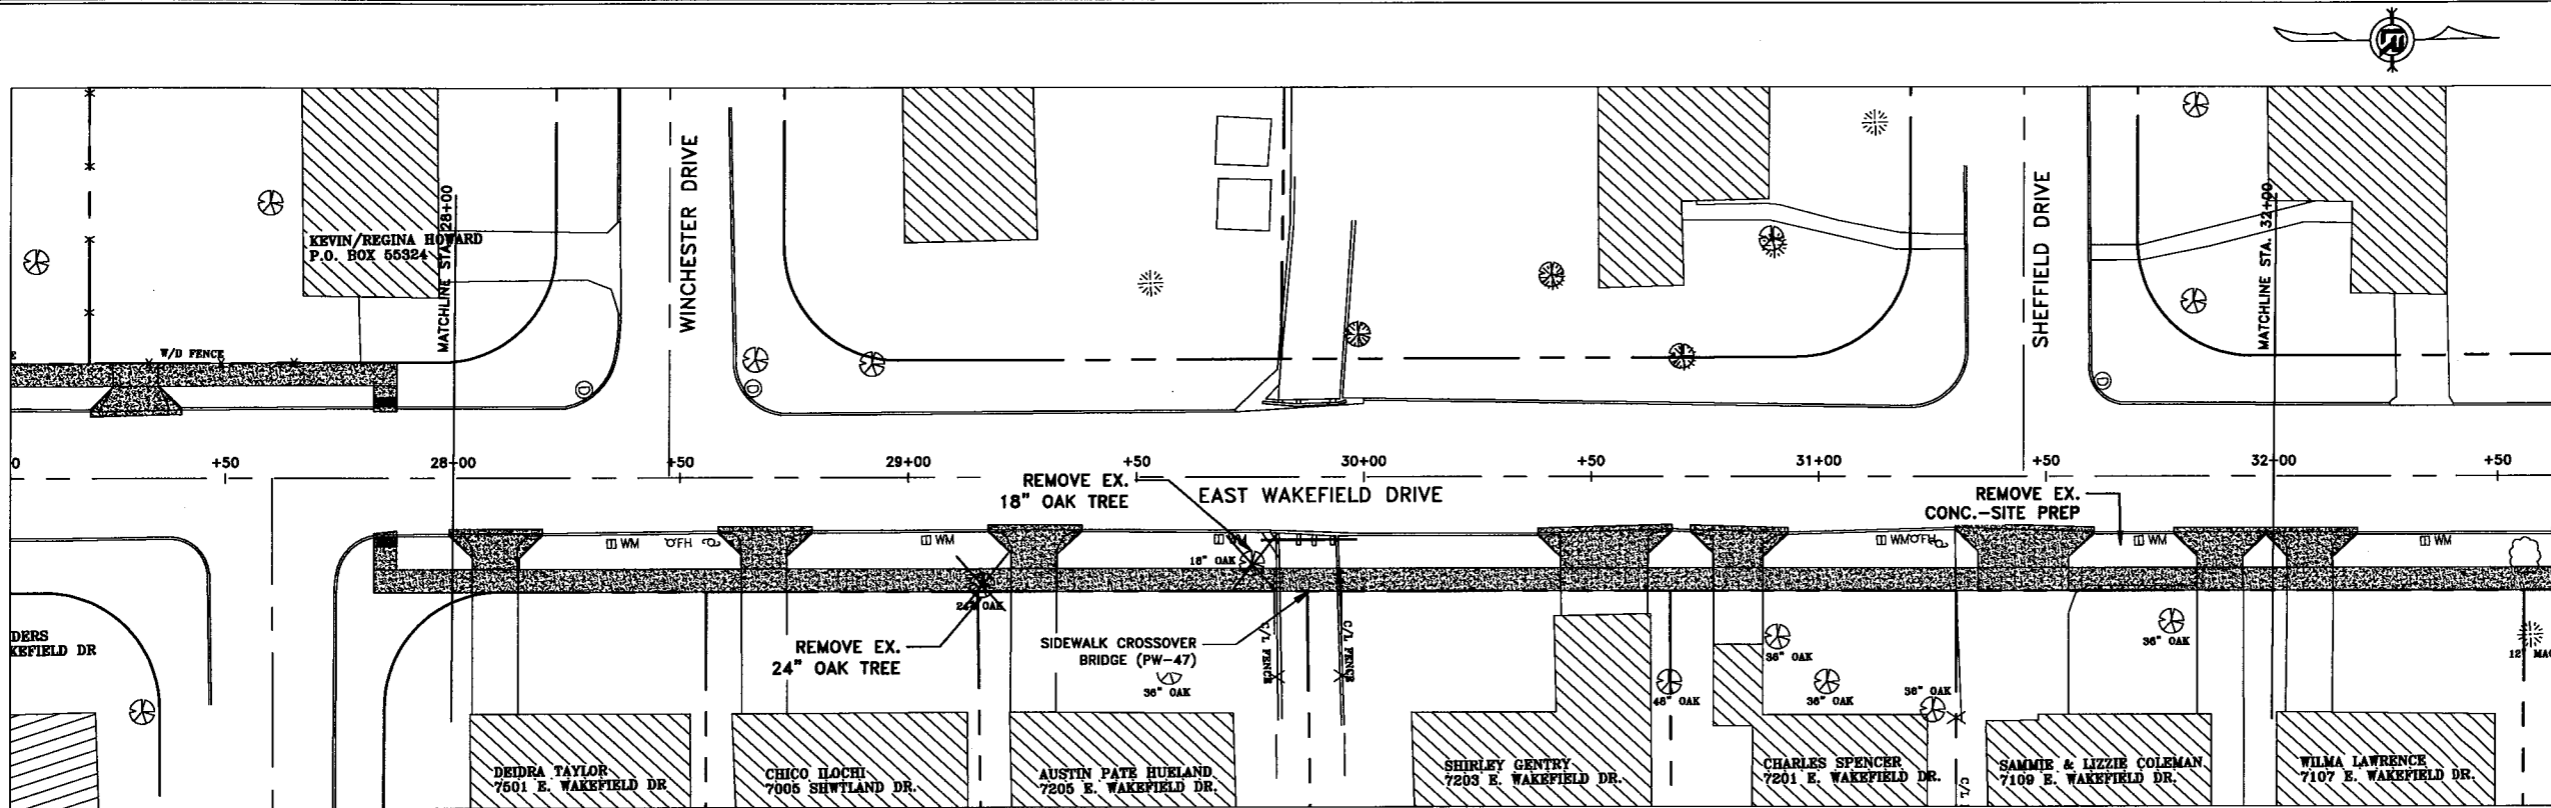 KEVIN/REGINA HOWARD
P.O. BOX 55324
MATCHLINE STA. 28+00
WINCHESTER DRIVE
SHEFFIELD DRIVE
MATCHLINE STA. 32+00
W/D FENCE
+50
28+00
+50
29+00
+50
30+00
+50
31+00
+50
32+00
+50
REMOVE EX.
18" OAK TREE
EAST WAKEFIELD DRIVE
REMOVE EX.
CONC.-SITE PREP
WM
FH
WM
WM
18" OAK
WM
FH
WM
WM
24" OAK
REMOVE EX.
24" OAK TREE
SIDEWALK CROSSOVER
BRIDGE (PW-47)
36" OAK
C/L FENCE
C/L FENCE
48" OAK
36" OAK
36" OAK
36" OAK
36" OAK
12" MAG
DERS
KEFIELD DR
DEIDRA TAYLOR
7501 E. WAKEFIELD DR
CHICO ILOCHI
7005 SHWTLAND DR.
AUSTIN PATE HUELAND
7205 E. WAKEFIELD DR.
SHIRLEY GENTRY
7203 E. WAKEFIELD DR.
CHARLES SPENCER
7201 E. WAKEFIELD DR.
C/L
SAMMIE & LIZZIE COLEMAN
7109 E. WAKEFIELD DR.
WILMA LAWRENCE
7107 E. WAKEFIELD DR.